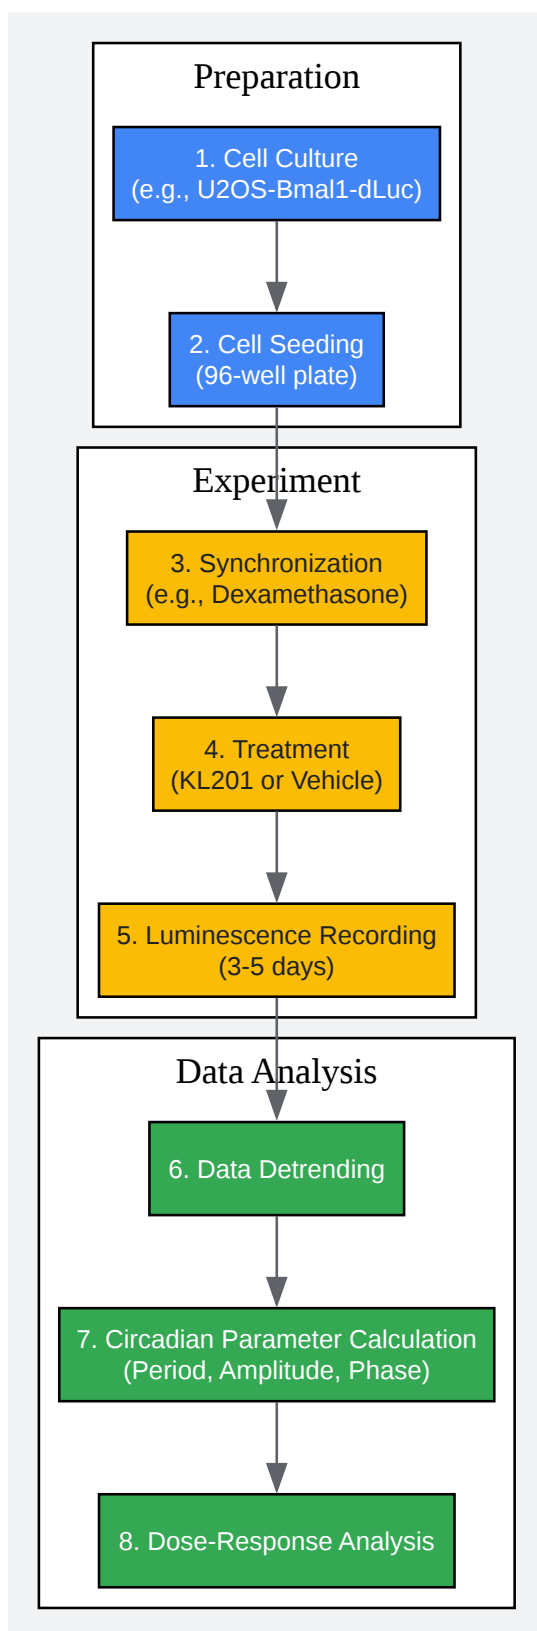 Preparation
1. Cell Culture
(e.g., U2OS-Bmal1-dLuc)
2. Cell Seeding
(96-well plate)
Experiment
3. Synchronization
(e.g., Dexamethasone)
4. Treatment
(KL201 or Vehicle)
5. Luminescence Recording
(3-5 days)
Data Analysis
6. Data Detrending
7. Circadian Parameter Calculation
(Period, Amplitude, Phase)
8. Dose-Response Analysis